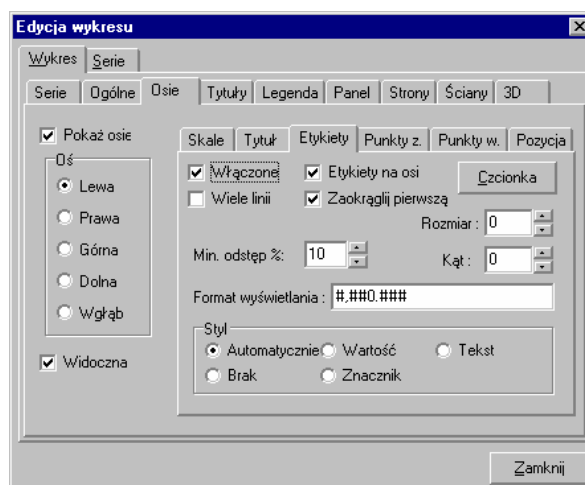 Edycja wykresu
Wykres Serie
Serie Ogólne Osie Tytuły Legenda Panel Strony Ściany 3D
Pokaż osie
Skale Tytuł Etykiety Punkty z. Punkty w. Pozycja
Oś
Włączone Etykiety na osi Czcionka
Lewa
Wiele linii Zaokrąglij pierwszą
Prawa
Rozmiar : 0
Górna
Min. odstęp %: 10 Kąt : 0
Dolna
Format wyświetlania : #,##0.###
Wgłąb
Styl
Automatycznie Wartość Tekst
Widoczna
Brak Znacznik
Zamknij